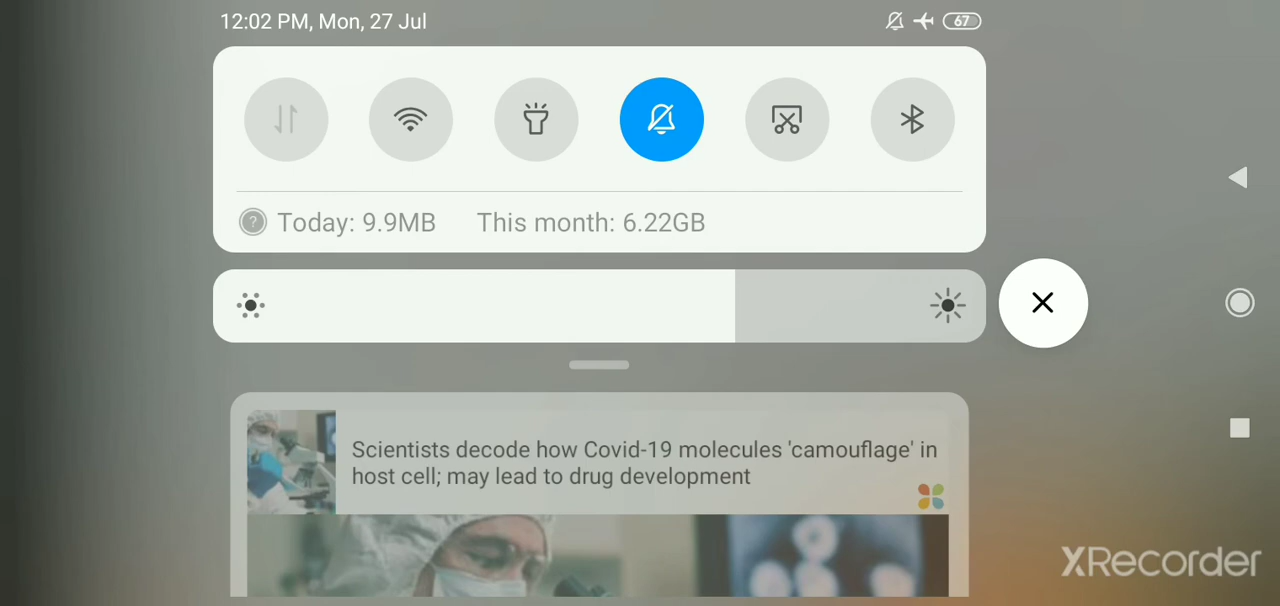 12:02 PM, Mon, 27 Jul
67
? Today: 9.9MB This month: 6.22GB
Scientists decode how Covid-19 molecules 'camouflage' in
host cell; may lead to drug development
XRecorder